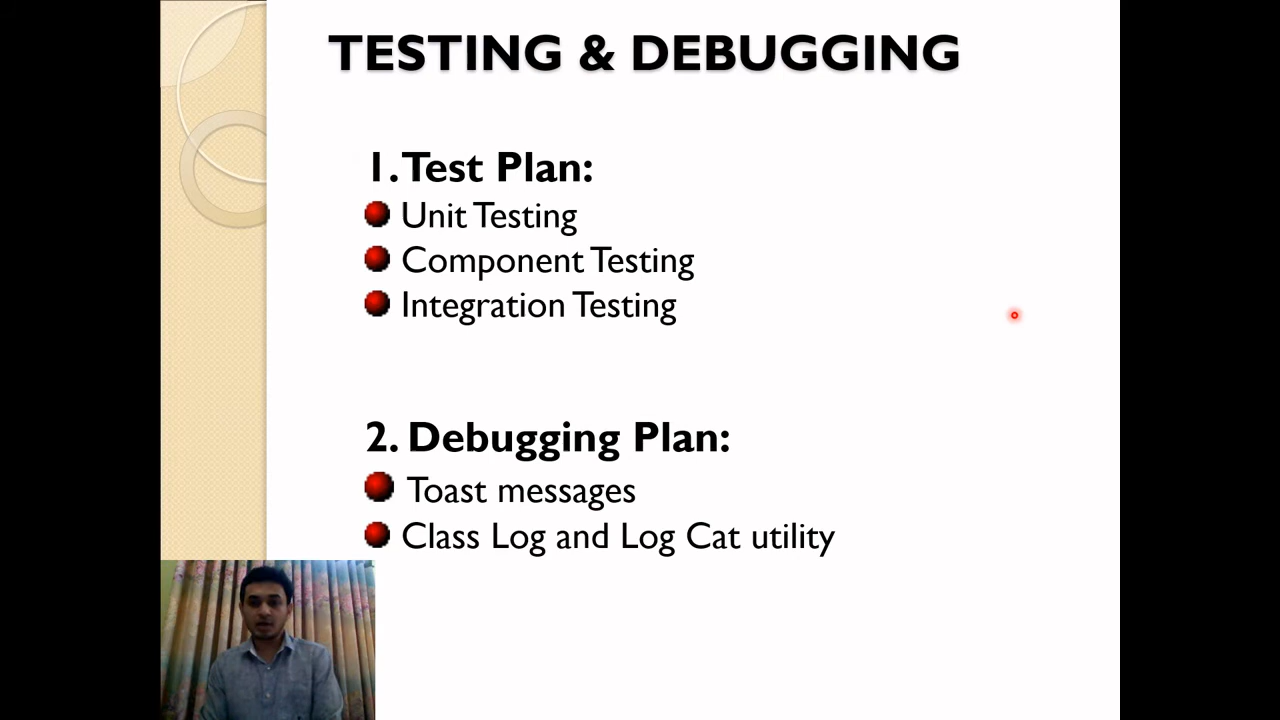 TESTING & DEBUGGING
1. Test Plan:
Unit Testing
Component Testing
Integration Testing
2. Debugging Plan:
Toast messages
Class Log and Log Cat utility